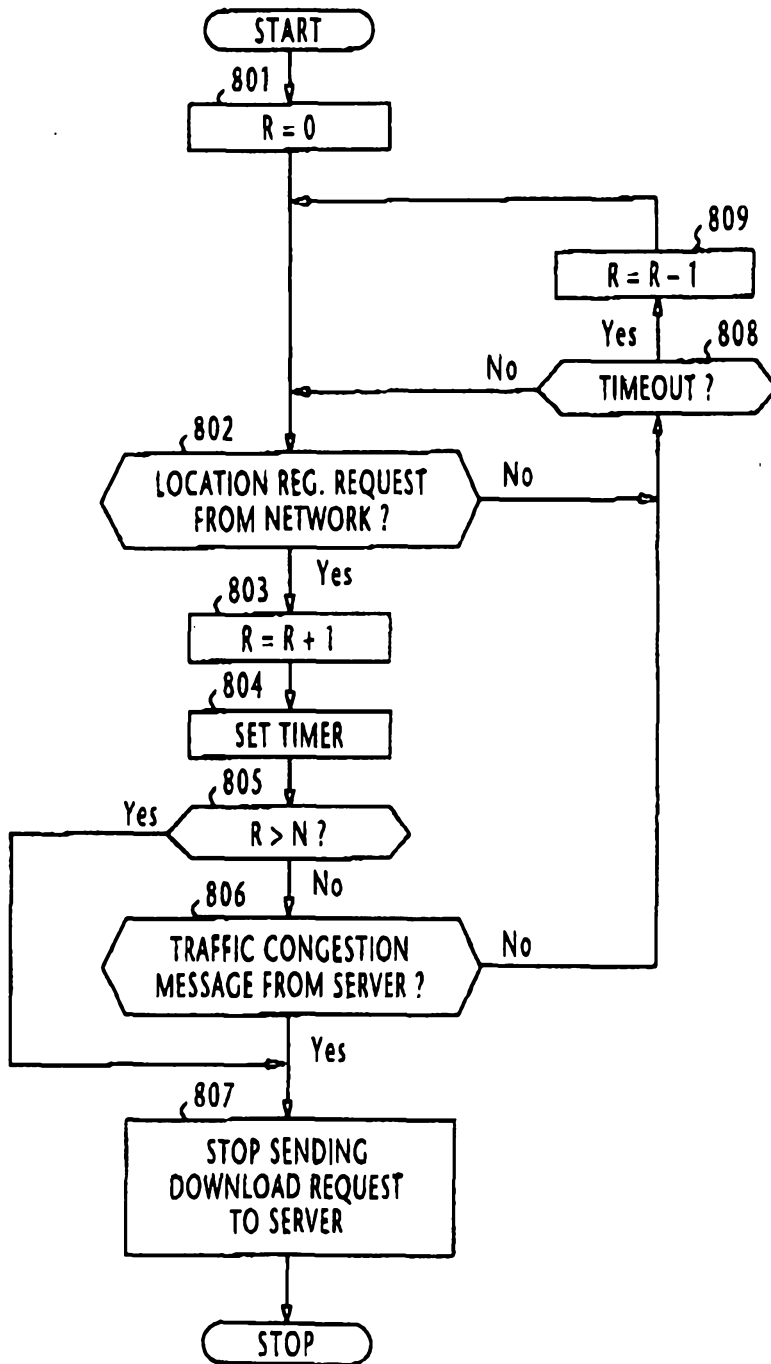 START
801
R = 0
809
R = R - 1
Yes
808
No
TIMEOUT ?
802
LOCATION REG. REQUEST
FROM NETWORK ?
No
Yes
803
R = R + 1
804
SET TIMER
805
Yes
R > N ?
No
806
TRAFFIC CONGESTION
MESSAGE FROM SERVER ?
No
Yes
807
STOP SENDING
DOWNLOAD REQUEST
TO SERVER
STOP